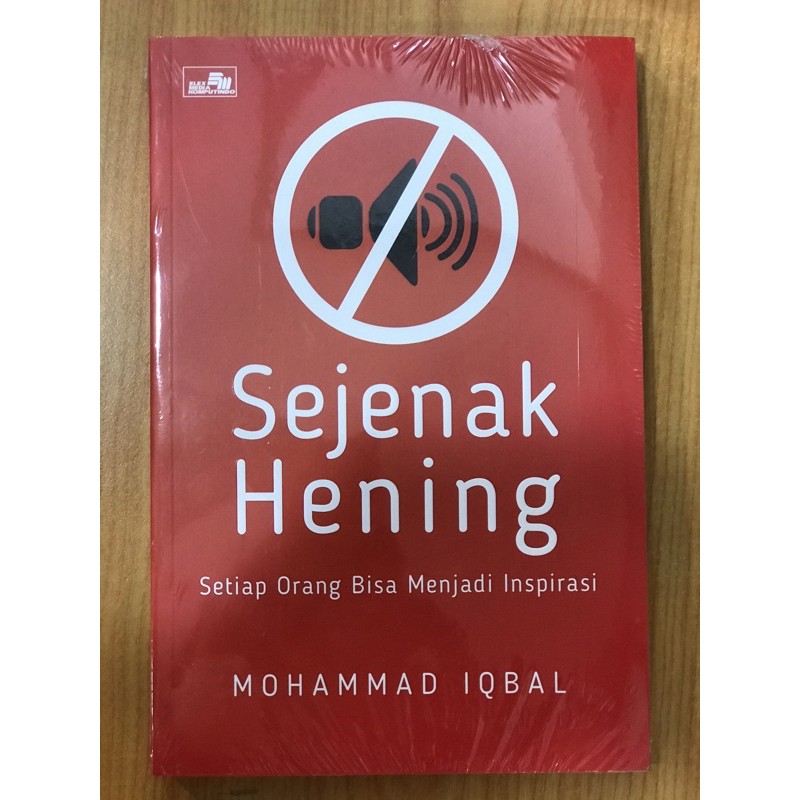 ELEX
MEDIA
KOMPUTINDO
Sejenak
Hening
Setiap Orang Bisa Menjadi Inspirasi
MOHAMMAD IQBAL